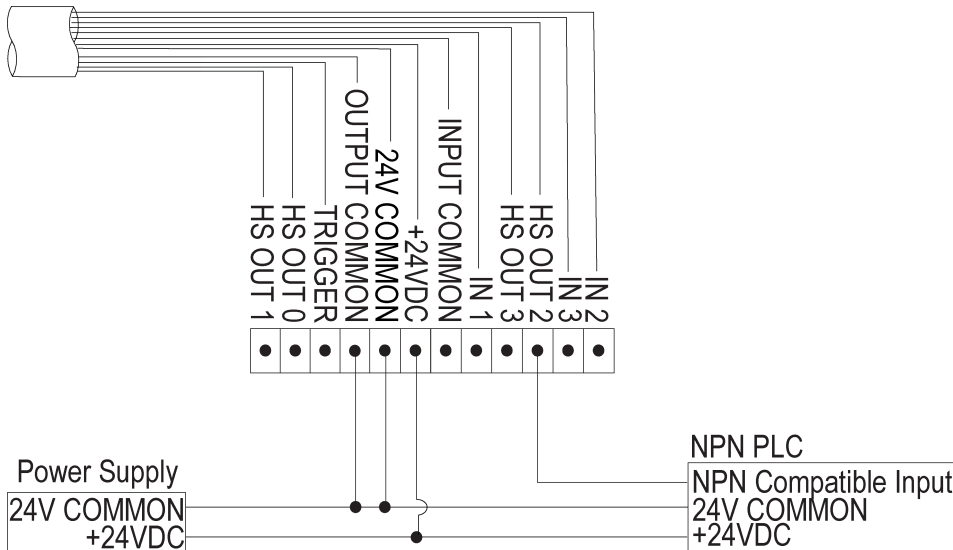 HS OUT 1
HS OUT 0
TRIGGER
OUTPUT COMMON
24V COMMON
+24VDC
INPUT COMMON
IN 1
HS OUT 3
HS OUT 2
IN 3
IN 2
Power Supply
24V COMMON
+24VDC
NPN PLC
NPN Compatible Input
24V COMMON
+24VDC